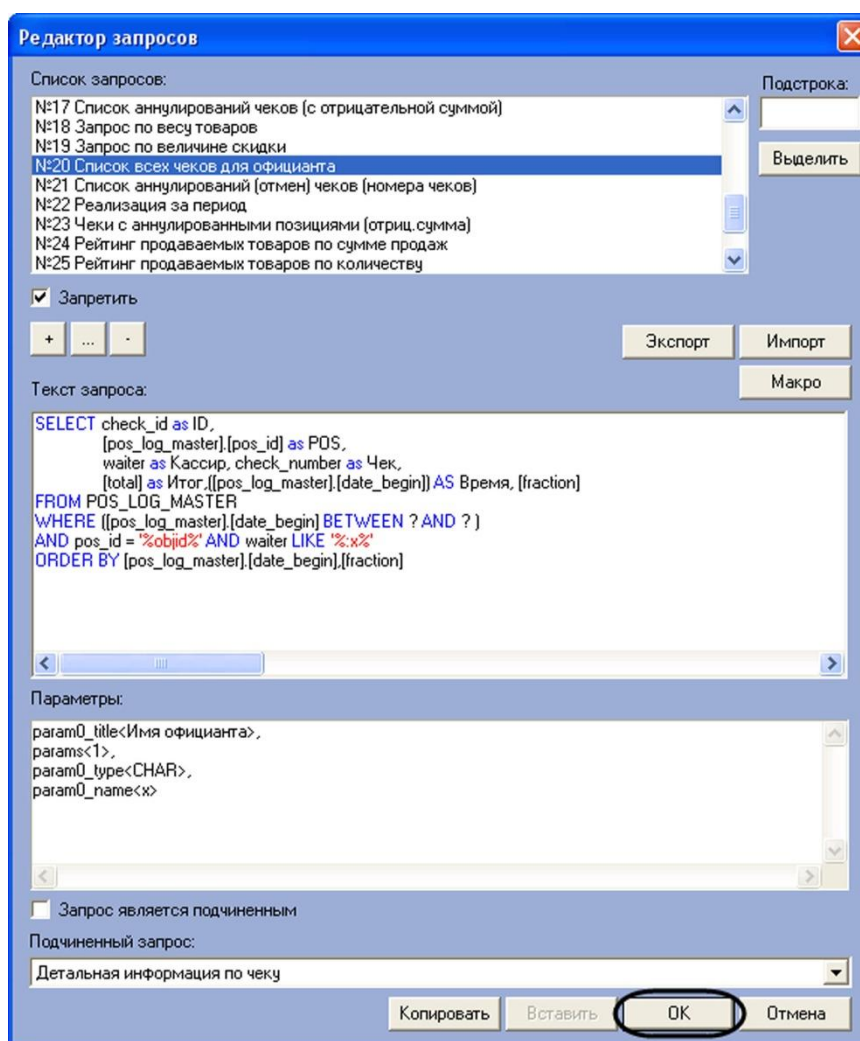 Редактор запросов
Список запросов:
Подстрока:
№17 Список аннулирований чеков (с отрицательной суммой)
№18 Запрос по весу товаров
№19 Запрос по величине скидки
№20 Список всех чеков для официанта
Выделить
№21 Список аннулирований (отмен) чеков (номера чеков)
№22 Реализация за период
№23 Чеки с аннулированными позициями (отриц.сумма)
№24 Рейтинг продаваемых товаров по сумме продаж
№25 Рейтинг продаваемых товаров по количеству
Запретить
+ ... - Экспорт Импорт
Макро
Текст запроса:
SELECT check_id as ID,
[pos_log_master].[pos_id] as POS,
waiter as Кассир, check_number as Чек,
[total] as Итог,([pos_log_master].[date_begin]) AS Время, [fraction]
FROM POS_LOG_MASTER
WHERE ([pos_log_master].[date_begin] BETWEEN ? AND ? )
AND pos_id = '%objid%' AND waiter LIKE '%:x%'
ORDER BY [pos_log_master].[date_begin],[fraction]
Параметры:
param0_title<Имя официанта>,
params<1>,
param0_type<CHAR>,
param0_name<x>
Запрос является подчиненным
Подчиненный запрос:
Детальная информация по чеку
Копировать Вставить OK Отмена